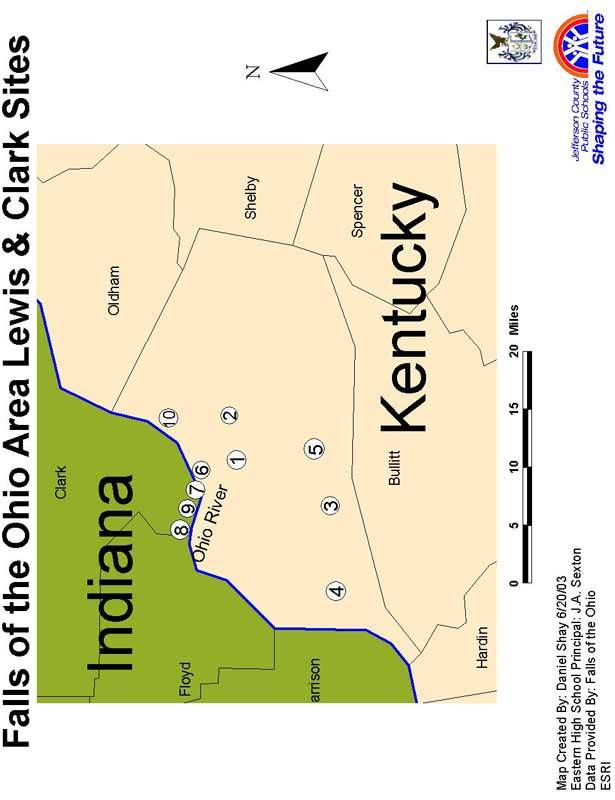 Falls of the Ohio Area Lewis & Clark Sites
N
Clark
Oldham
Shelby
Indiana
10
2
Spencer
6
1
7
9
8
Ohio River
Kentucky
5
Floyd
3
Bullitt
4
arrison
Hardin
0 5 10 15 20 Miles
Map Created By: Daniel Shay 6/20/03
Eastern High School Principal: J.A. Sexton
Data Provided By: Falls of the Ohio
ESRI
Jefferson County
Public Schools
Shaping the Future